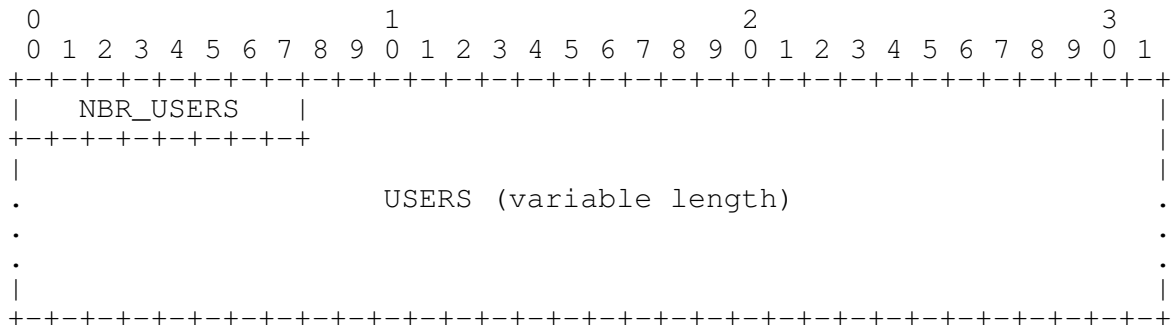 0                   1                   2                   3
 0 1 2 3 4 5 6 7 8 9 0 1 2 3 4 5 6 7 8 9 0 1 2 3 4 5 6 7 8 9 0 1
+-+-+-+-+-+-+-+-+-+-+-+-+-+-+-+-+-+-+-+-+-+-+-+-+-+-+-+-+-+-+-+-+
|   NBR_USERS   |                                               |
+-+-+-+-+-+-+-+-+                                               |
|                                                               |
.                    USERS (variable length)                    .
.                                                               .
.                                                               .
|                                                               |
+-+-+-+-+-+-+-+-+-+-+-+-+-+-+-+-+-+-+-+-+-+-+-+-+-+-+-+-+-+-+-+-+